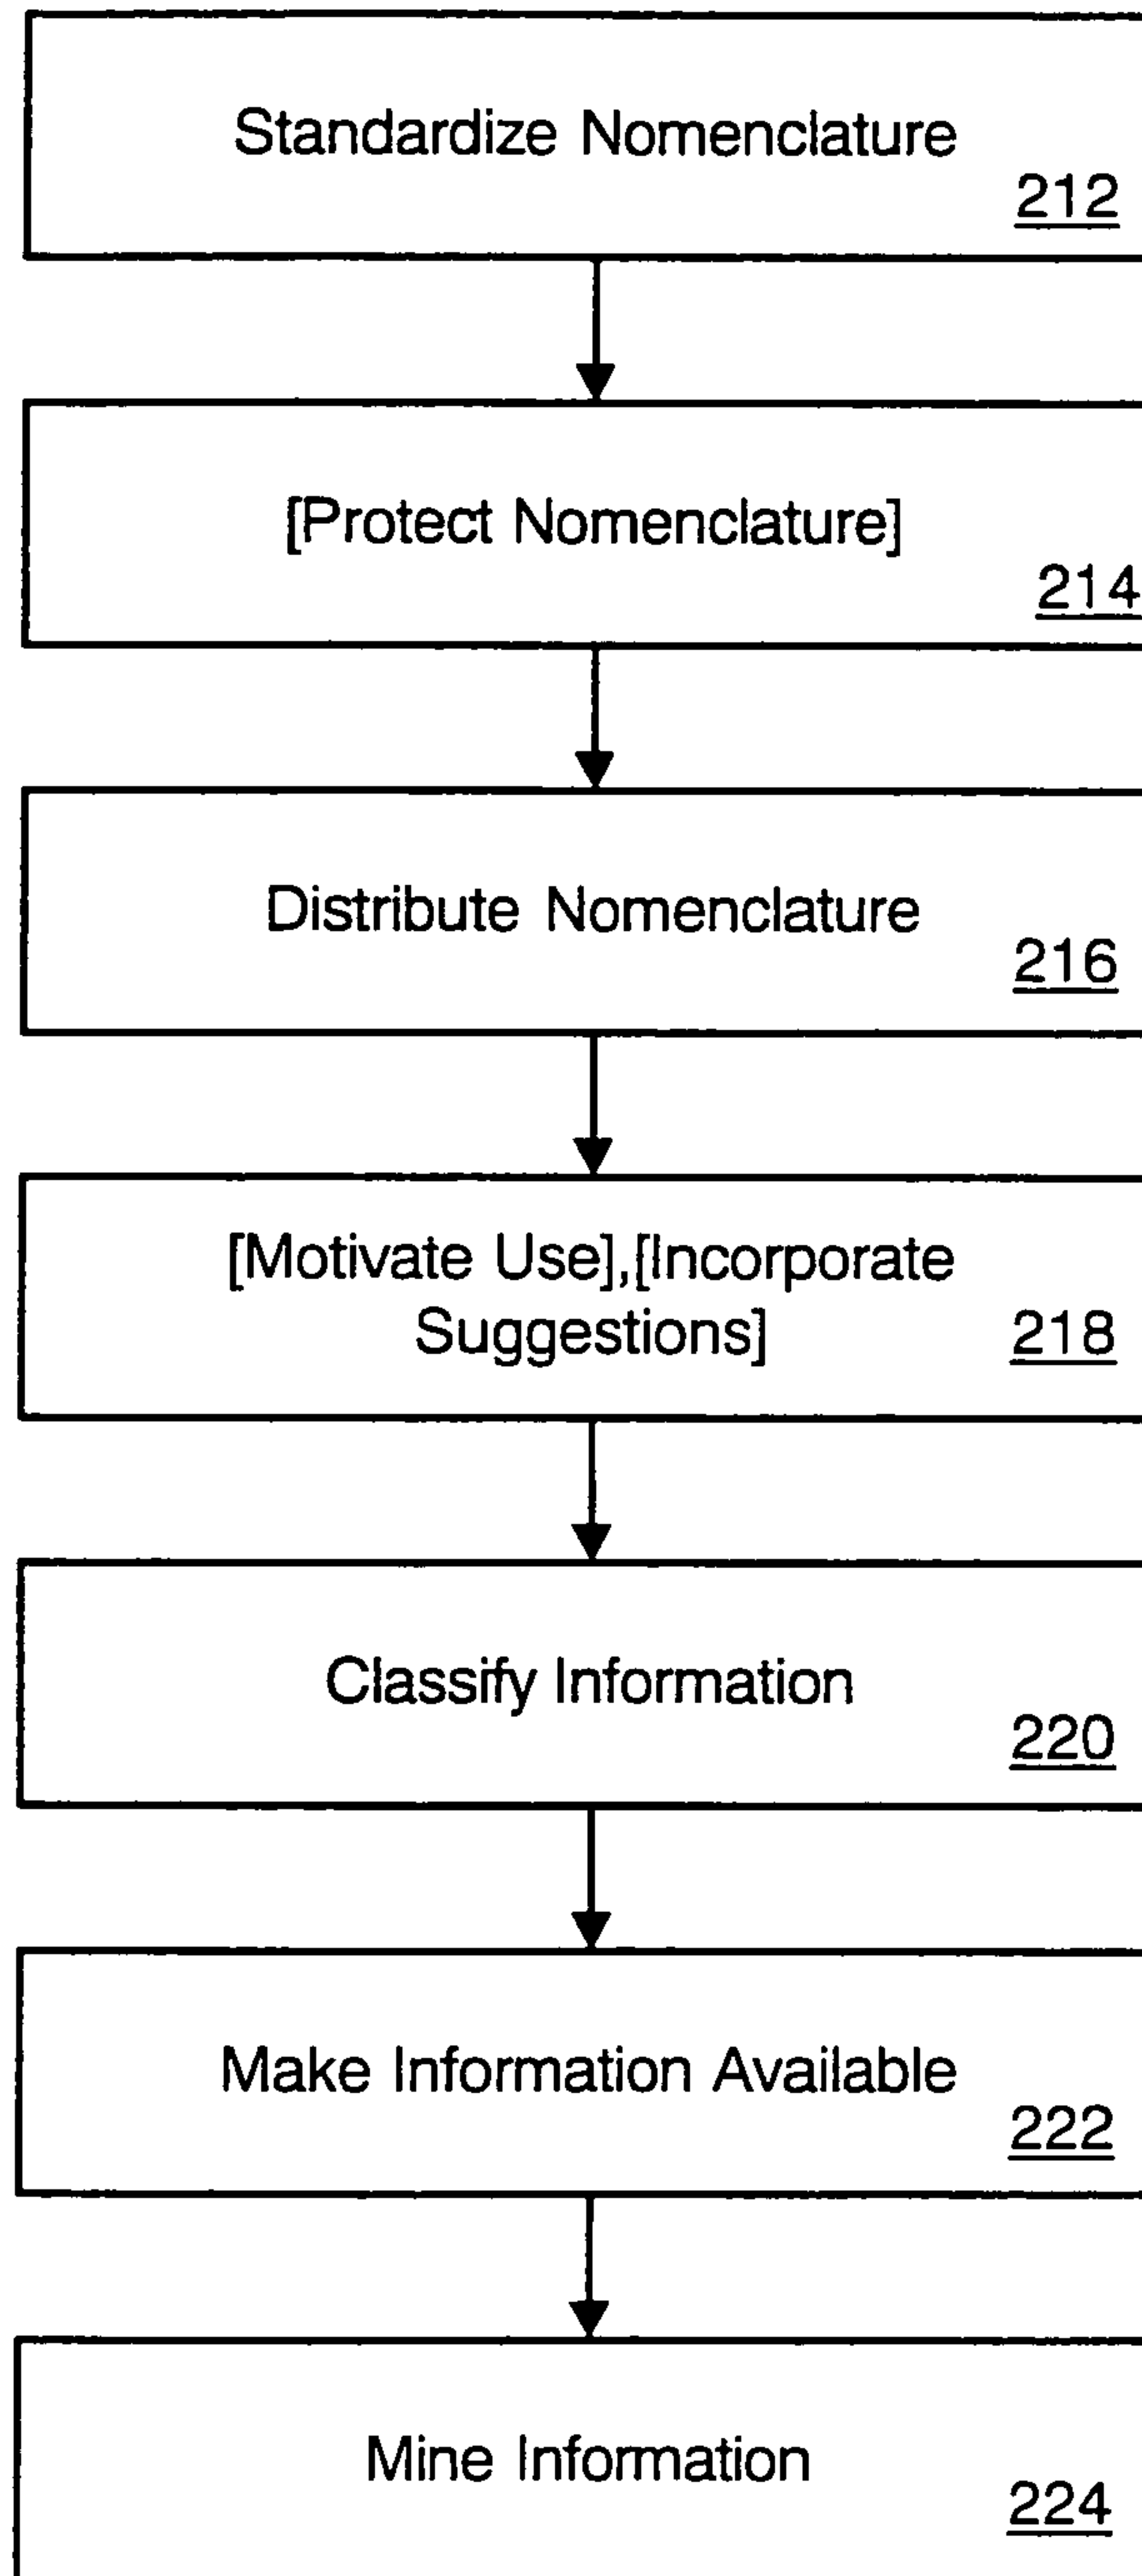 Standardize Nomenclature
212
[Protect Nomenclature]
214
Distribute Nomenclature
216
[Motivate Use],[Incorporate
Suggestions]
218
Classify Information
220
Make Information Available
222
Mine Information
224